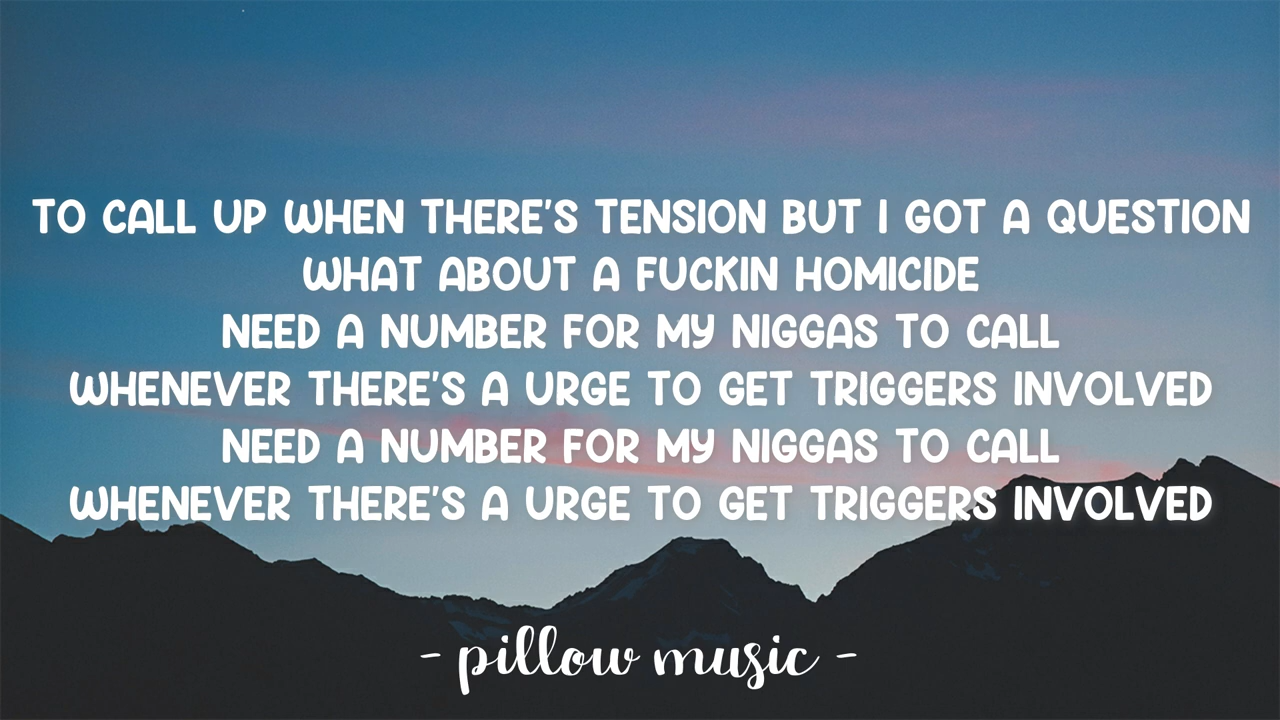 TO CALL UP WHEN THERE'S TENSION BUT I GOT A QUESTION
WHAT ABOUT A FUCKIN HOMICIDE
NEED A NUMBER FOR MY NIGGAS TO CALL
WHENEVER THERE'S A URGE TO GET TRIGGERS INVOLVED
NEED A NUMBER FOR MY NIGGAS TO CALL
WHENEVER THERE'S A URGE TO GET TRIGGERS INVOLVED
- pillow music -